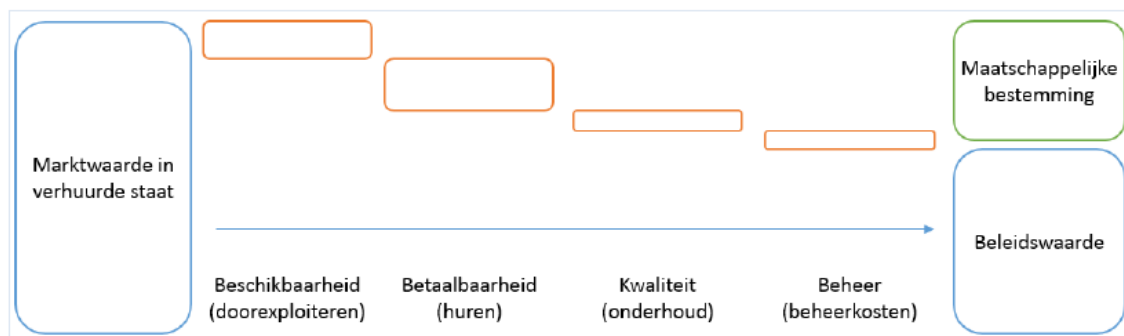 Marktwaarde in
verhuurde staat
Beschikbaarheid
(doorexploiteren)
Betaalbaarheid
(huren)
Kwaliteit
(onderhoud)
Beheer
(beheerkosten)
Maatschappelijke
bestemming
Beleidswaarde